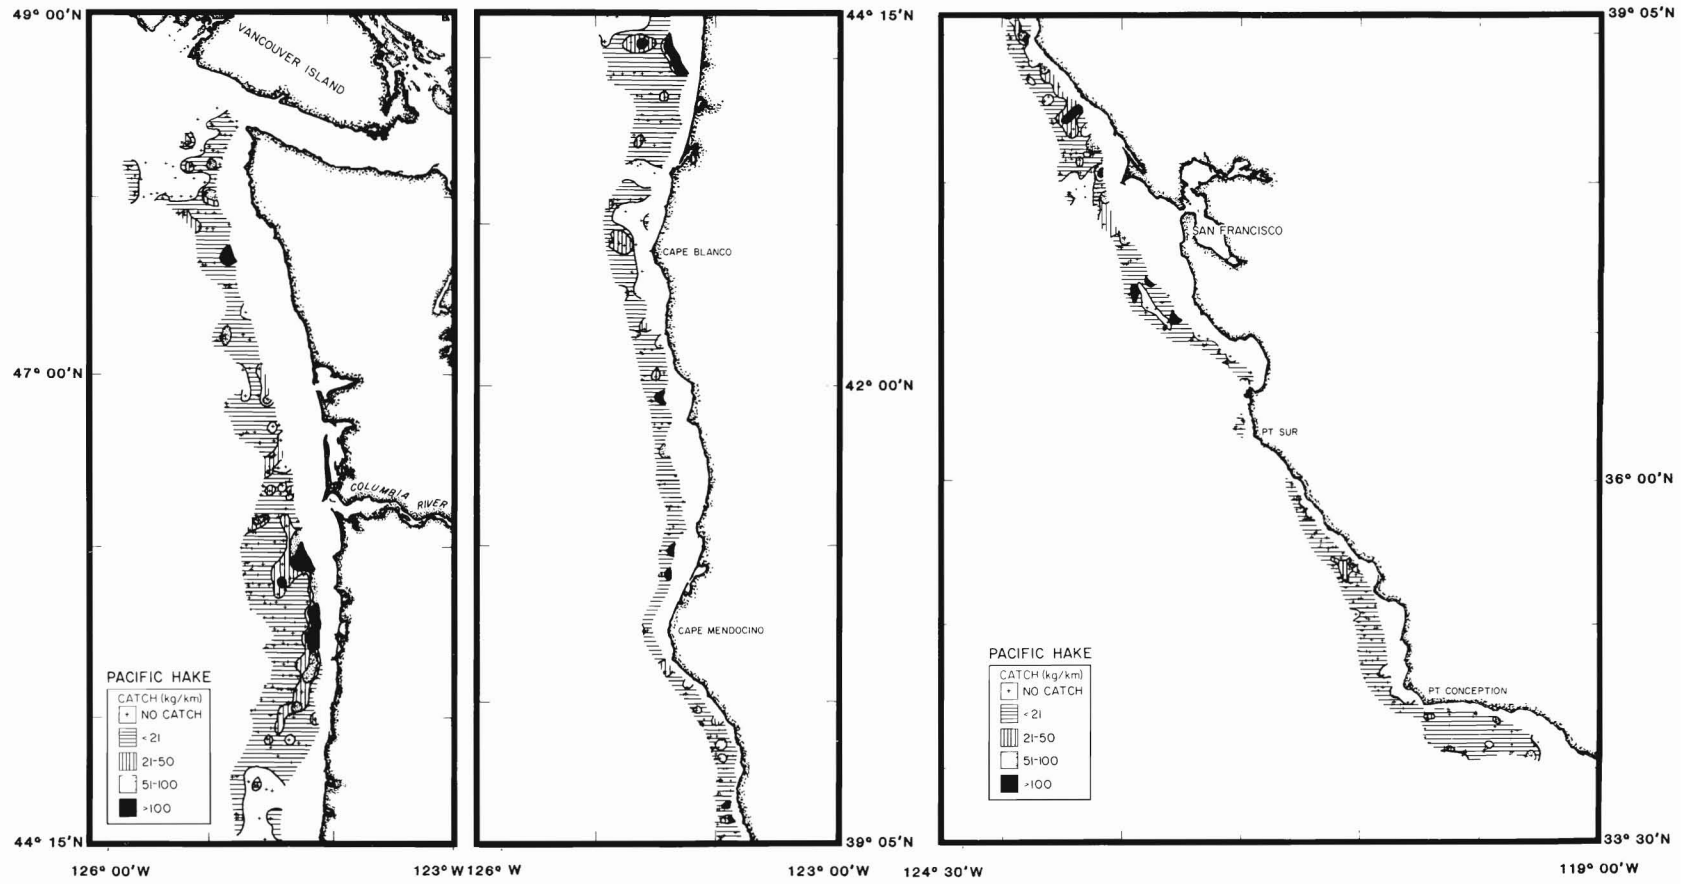 49° 00'N
47° 00'N
44° 15'N
VANCOUVER ISLAND
COLUMBIA RIVER
PACIFIC HAKE
CATCH (kg/km)
NO CATCH
<21
21-50
51-100
>100
126° 00'W
123°W
44° 15'N
42° 00'N
39° 05'N
CAPE BLANCO
CAPE MENDOCINO
126° W
123° 00'W
39° 05'N
36° 00'N
33° 30'N
SAN FRANCISCO
PT SUR
PT CONCEPTION
PACIFIC HAKE
CATCH (kg/km)
NO CATCH
<21
21-50
51-100
>100
124° 30'W
119° 00'W